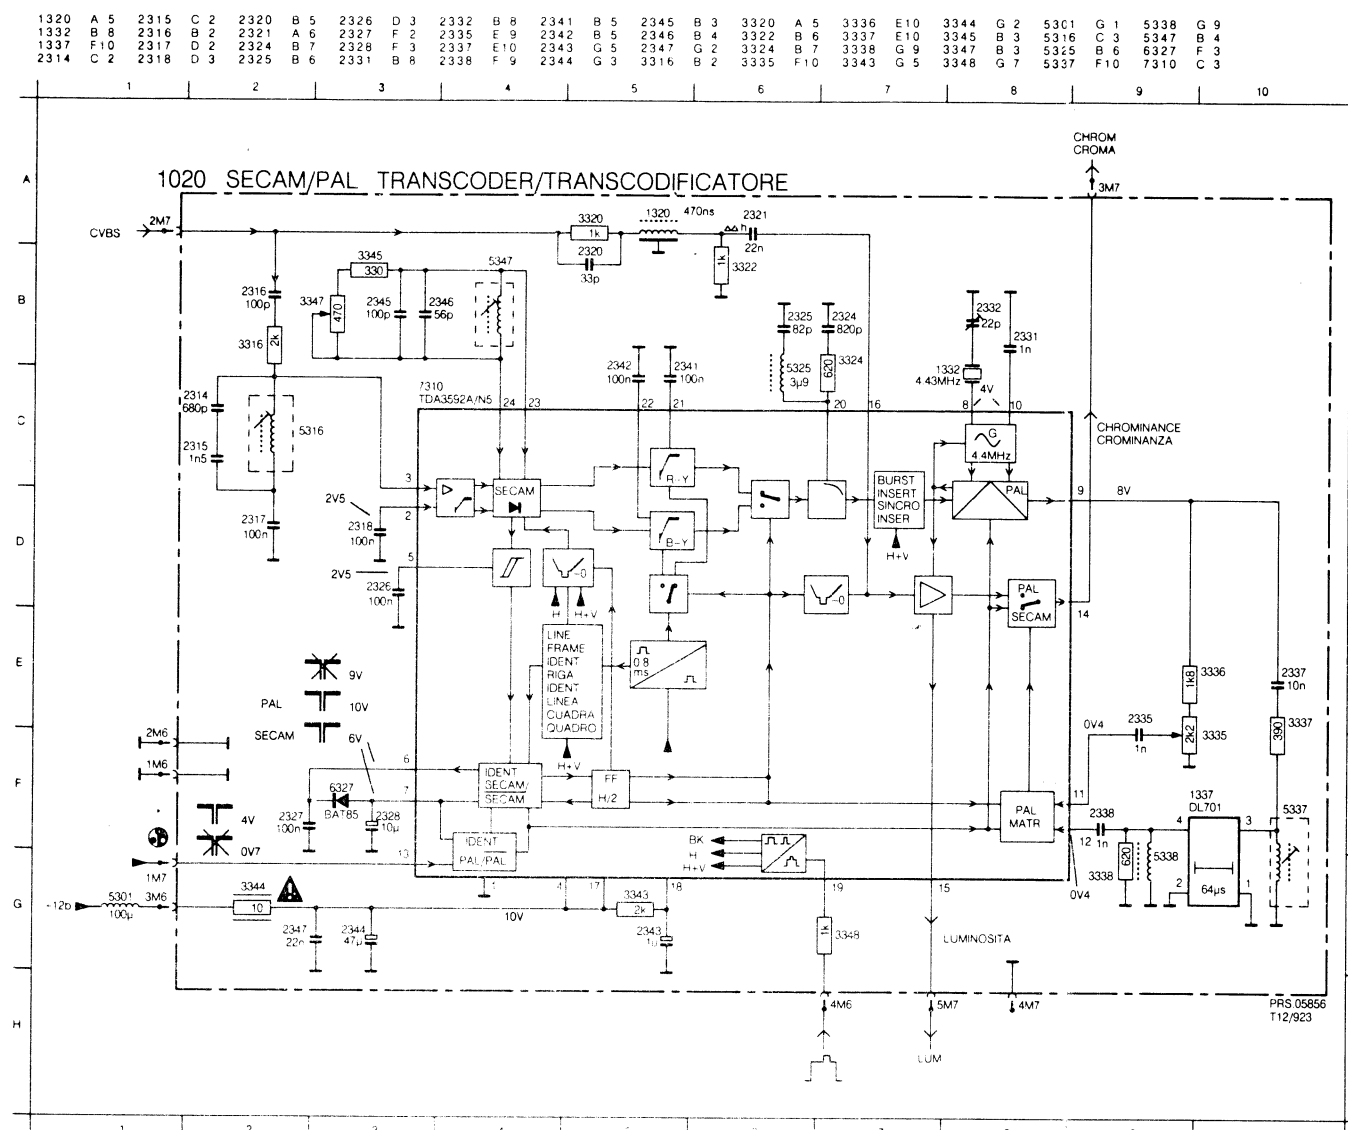 1320 A 5 2315 C 2 2320 B 5 2326 D 3 2332 B 8 2341 B 5 2345 B 3 3320 A 5 3336 E10 3344 G 2 5301 G 1 5338 G 9
1332 B 8 2316 B 2 2321 A 6 2327 F 2 2335 E 9 2342 B 5 2346 B 4 3322 B 6 3337 E10 3345 B 3 5316 C 3 5347 B 4
1337 F10 2317 D 2 2324 B 7 2328 F 3 2337 E10 2343 G 5 2347 G 2 3324 B 7 3338 G 9 3347 B 3 5325 B 6 6327 F 3
2314 C 2 2318 D 3 2325 B 6 2331 B 8 2338 F 9 2344 G 3 3316 B 2 3335 F10 3343 G 5 3348 G 7 5337 F10 7310 C 3
1 2 3 4 5 6 7 8 9 10
CHROM
CROMA
A
1020 SECAM/PAL TRANSCODER/TRANSCODIFICATORE
3M7
CVBS
2M7
3320
1k
2320
33p
1320
470ns
2321
22n
1k
3322
B
2316
100p
3316
2k
3345
330
3347
470
2345
100p
2346
56p
5347
2325
82p
2324
820p
5325
3µ9
620
3324
2332
22p
2331
1n
1332
4.43MHz
4V
2342
100n
2341
100n
C
2314
680p
2315
1n5
5316
7310
TDA3592A/N5
24 23 22 21 20 16 8 10
G
4.4MHz
CHROMINANCE
CROMINANZA
3
2
SECAM
R-Y
B-Y
BURST
INSERT
SINCRO
INSER
H+V
PAL
9
8V
D
2317
100n
2V5
2318
100n
5
2V5
2326
100n
-0
H
H+V
-0
PAL
SECAM
14
E
LINE
FRAME
IDENT
RIGA
IDENT
LINEA
CUADRA
QUADRO
H+V
0.8
ms
9V
PAL
10V
SECAM
6V
1k8
3336
2k2
3335
2337
10n
390
3337
0V4
2335
1n
F
2M6
1M6
6
7
6327
BAT85
2327
100n
2328
10µ
IDENT
SECAM/
SECAM
FF
H/2
4V
0V7
13
IDENT
PAL/PAL
BK
H
H+V
PAL
MATR
11
12
2338
1n
0V4
620
3338
5338
1337
DL701
4
3
2
1
64µs
5337
G
1M7
3M6
-12b
5301
100µ
3344
10
2347
22n
2344
47µ
10V
1
4
17
18
3343
2k
2343
1µ
19
15
1k
3348
LUMINOSITA
4M6
5M7
4M7
LUM
PRS.05856
T12/923
H